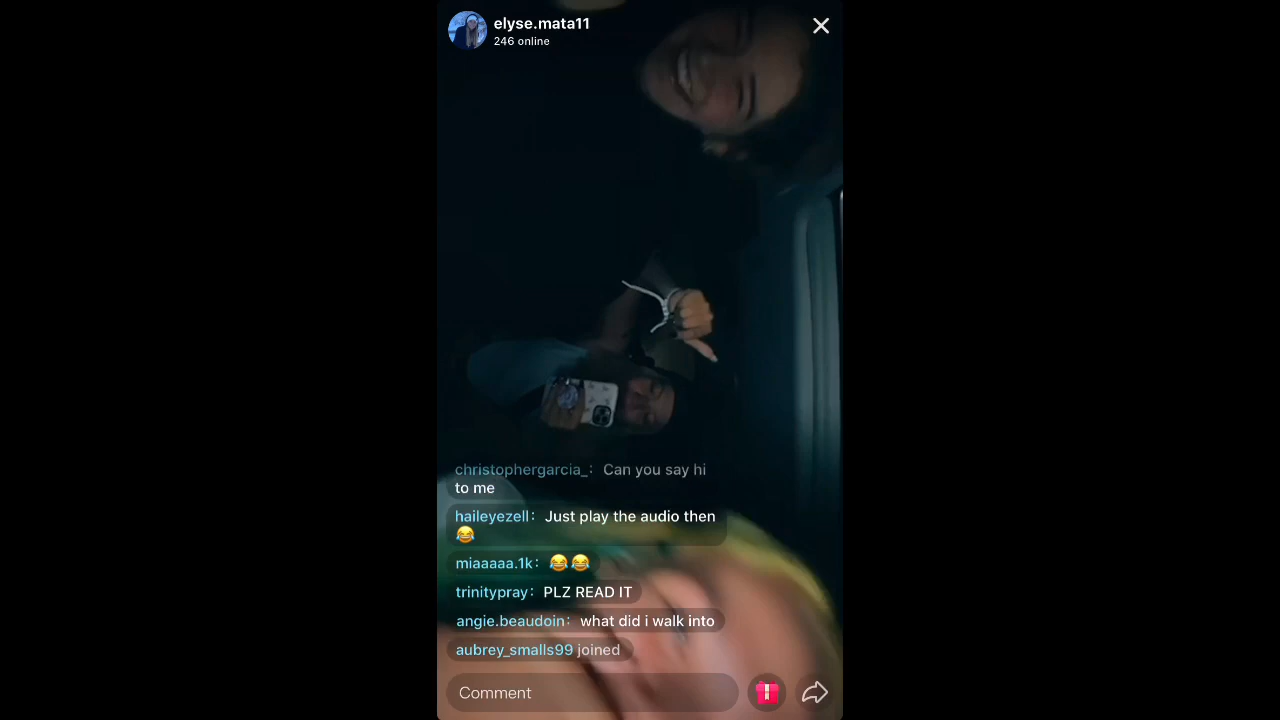 elyse.mata11
246 online
christophergarcia_: Can you say hi
to me
haileyezell: Just play the audio then
😂
miaaaaa.1k: 😂😂
trinitypray: PLZ READ IT
angie.beaudoin: what did i walk into
aubrey_smalls99 joined
Comment